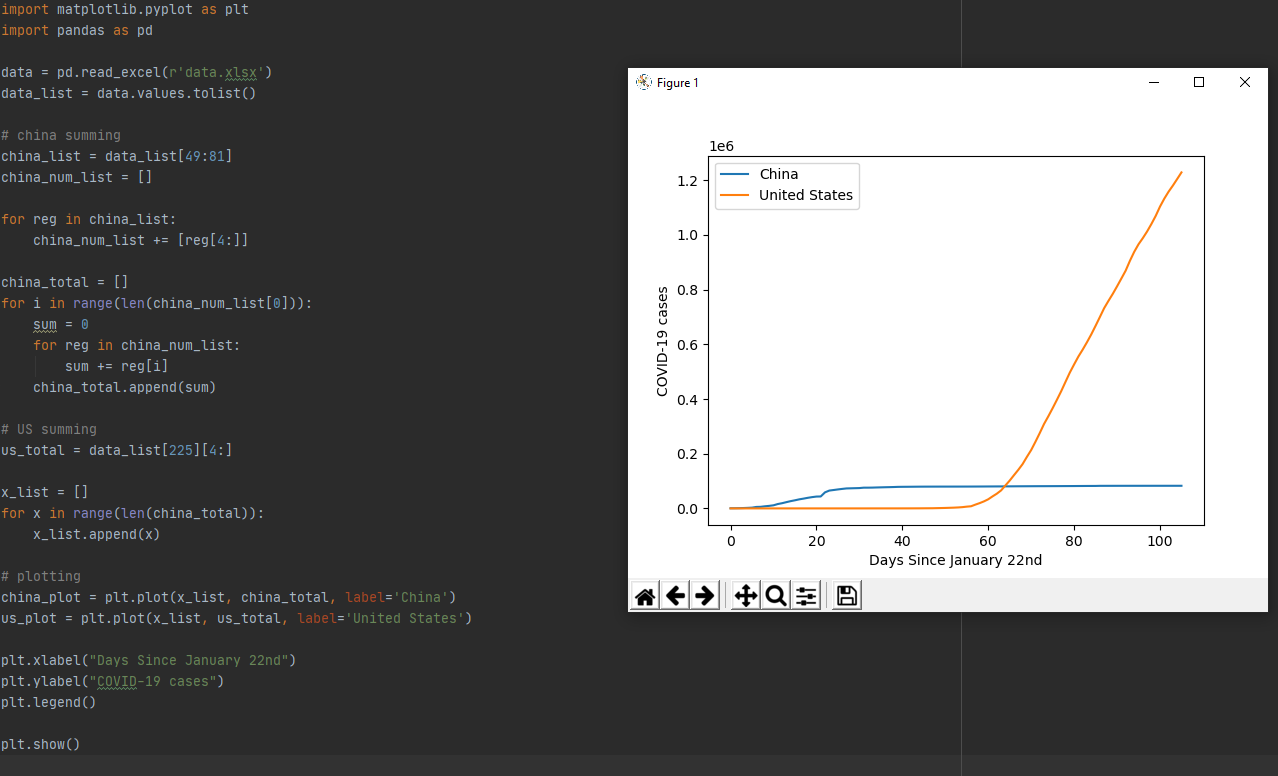 import matplotlib.pyplot as plt
import pandas as pd
data = pd.read_excel(r'data.xlsx')
data_list = data.values.tolist()
# china summing
china_list = data_list[49:81]
china_num_list = []
for reg in china_list:
    china_num_list += [reg[4:]]
china_total = []
for i in range(len(china_num_list[0])):
    sum = 0
    for reg in china_num_list:
        sum += reg[i]
    china_total.append(sum)
# US summing
us_total = data_list[225][4:]
x_list = []
for x in range(len(china_total)):
    x_list.append(x)
# plotting
china_plot = plt.plot(x_list, china_total, label='China')
us_plot = plt.plot(x_list, us_total, label='United States')
plt.xlabel("Days Since January 22nd")
plt.ylabel("COVID-19 cases")
plt.legend()
plt.show()
Figure 1
1e6
China
United States
1.2
1.0
0.8
0.6
0.4
0.2
0.0
COVID-19 cases
0 20 40 60 80 100
Days Since January 22nd